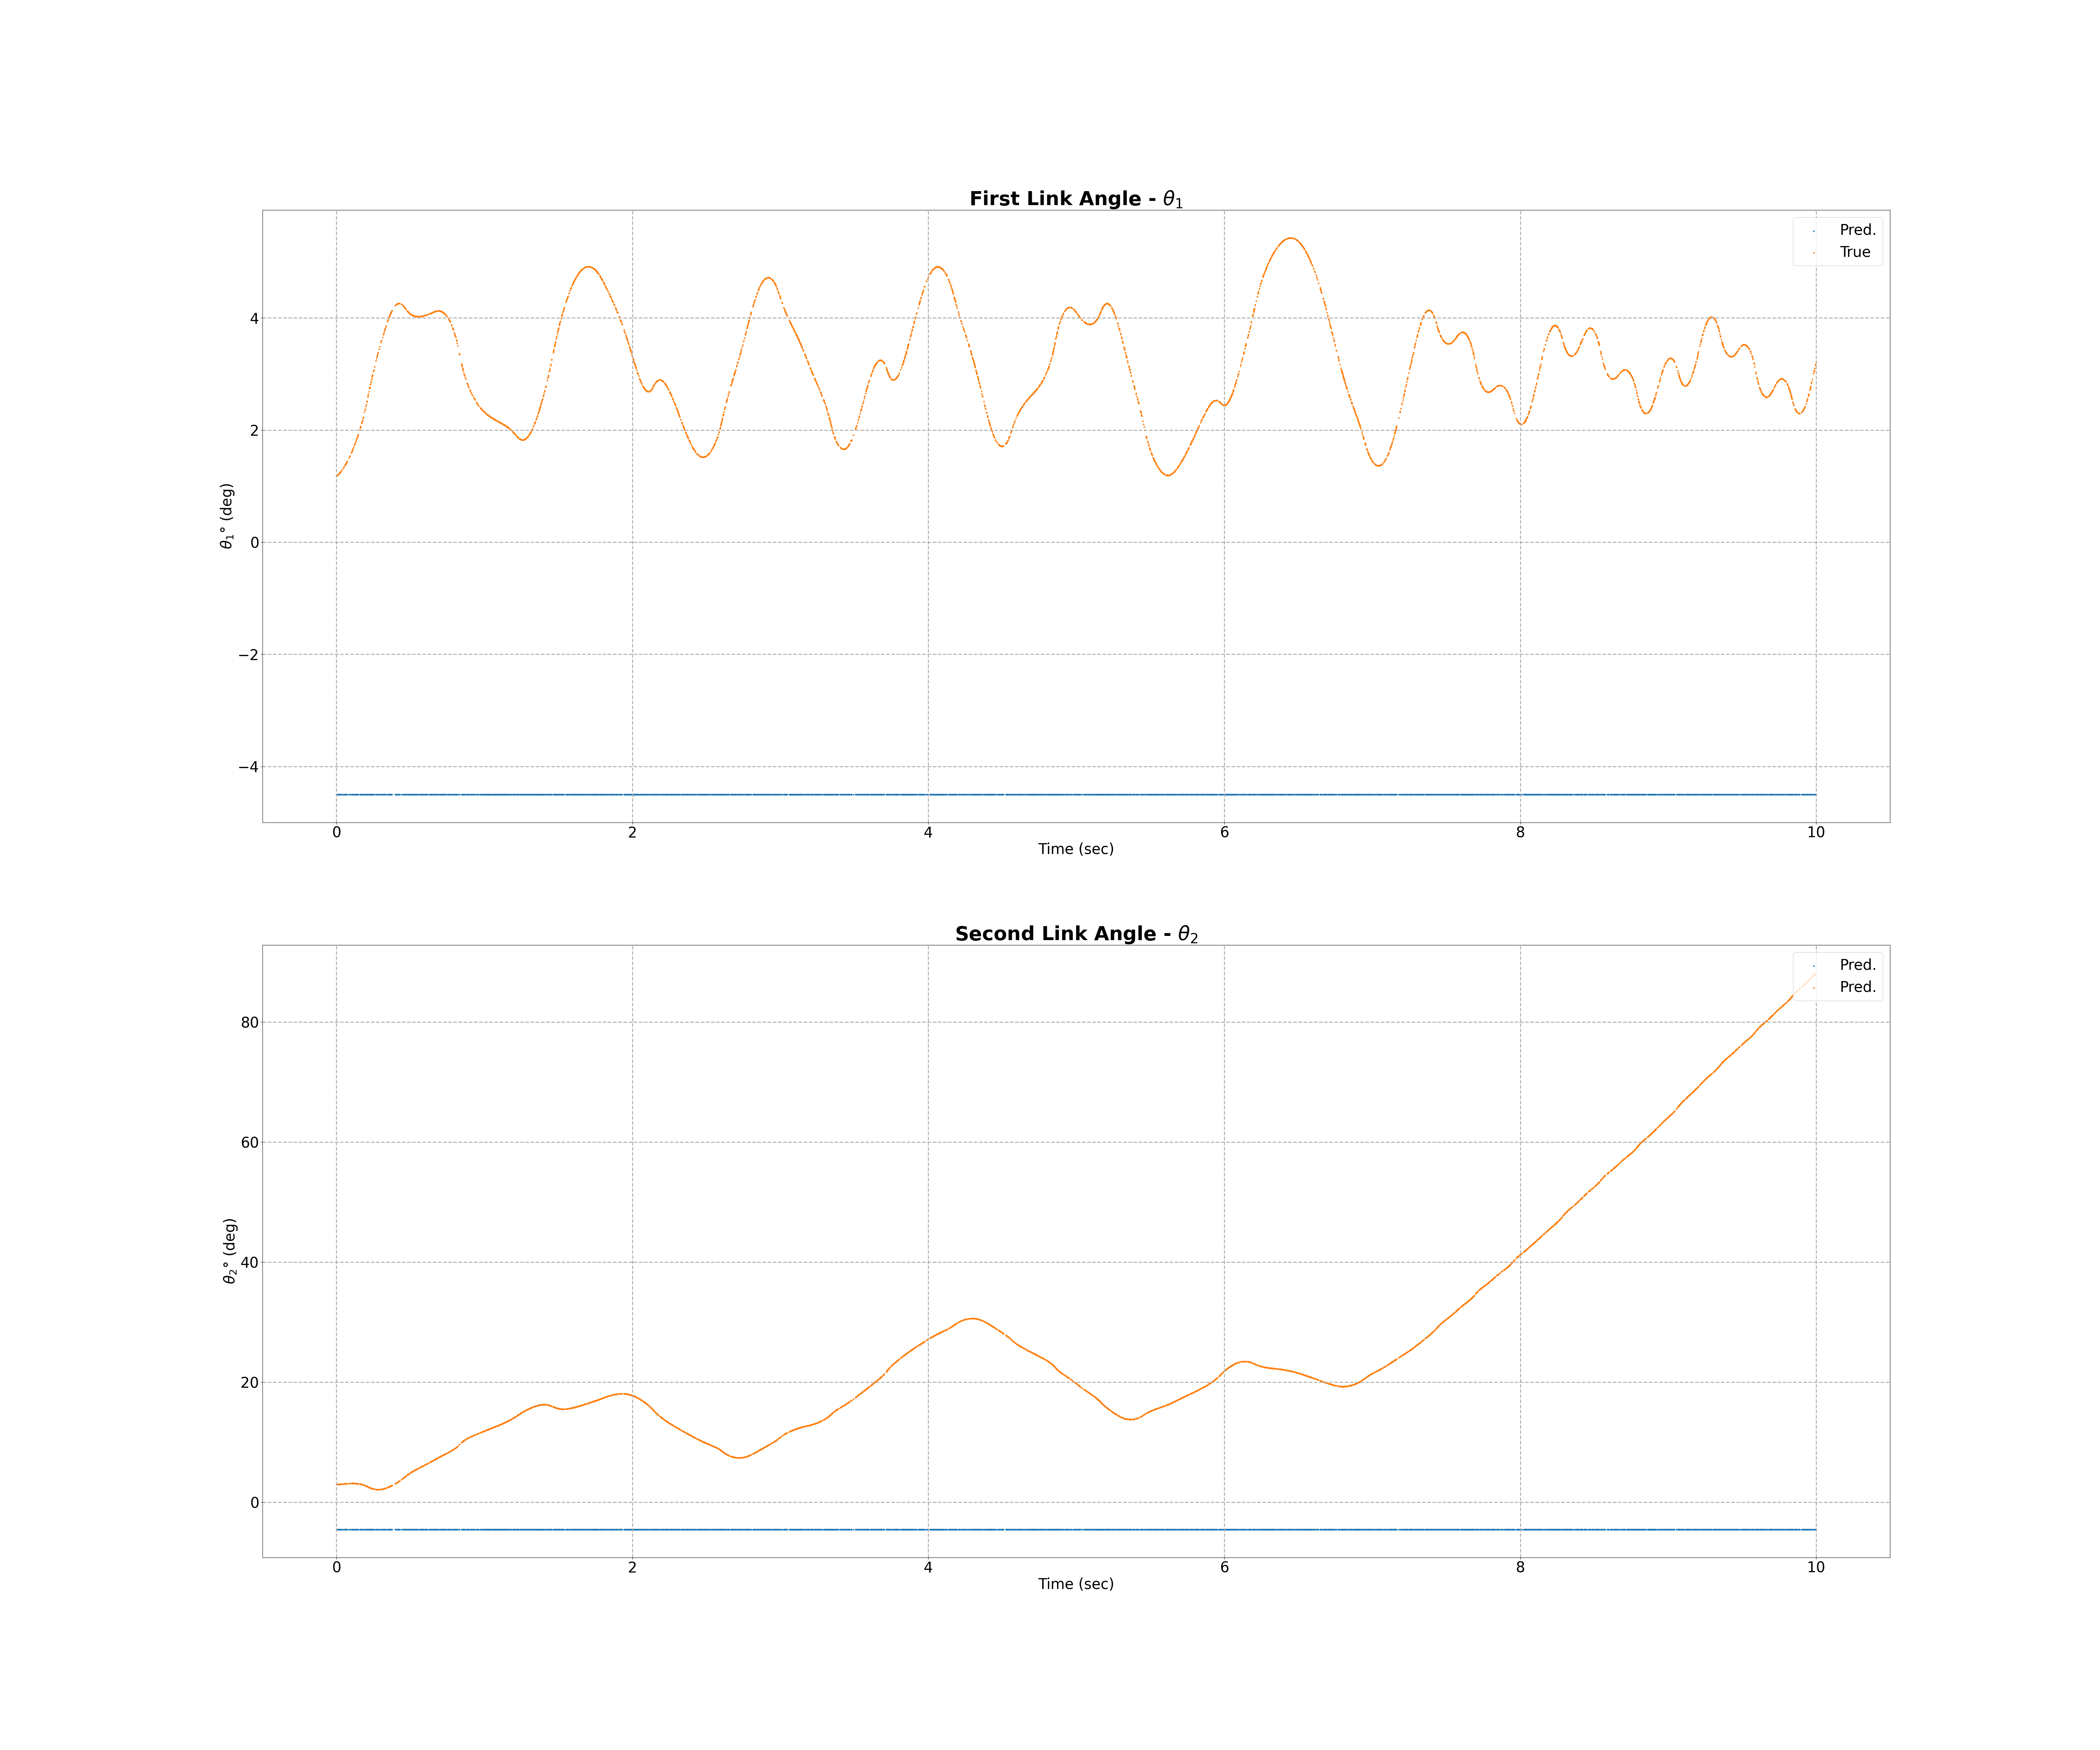 First Link Angle - θ₁
Pred.
True
θ₁° (deg)
4
2
0
−2
−4
0 2 4 6 8 10
Time (sec)
Second Link Angle - θ₂
Pred.
Pred.
θ₂° (deg)
80
60
40
20
0
0 2 4 6 8 10
Time (sec)